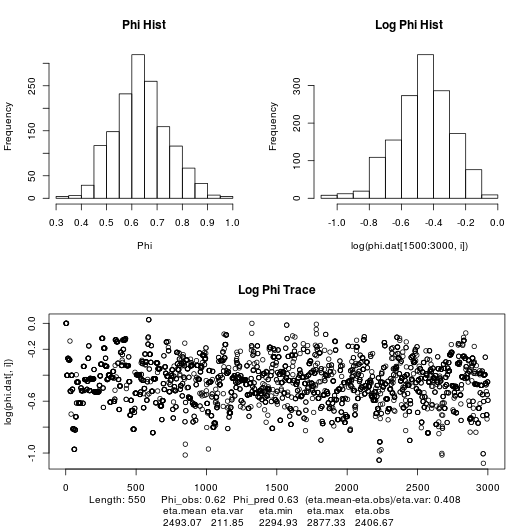 Phi Hist
Frequency
0 50 150 250
0.3 0.4 0.5 0.6 0.7 0.8 0.9 1.0
Phi
Log Phi Hist
Frequency
0 100 200 300
-1.0 -0.8 -0.6 -0.4 -0.2 0.0
log(phi.dat[1500:3000, i])
Log Phi Trace
log(phi.dat[, i])
-1.0 -0.6 -0.2 0.0
0 500 1000 1500 2000 2500 3000
Length: 550 Phi_obs: 0.62 Phi_pred 0.63 (eta.mean-eta.obs)/eta.var: 0.408
eta.mean eta.var eta.min eta.max eta.obs
2493.07 211.85 2294.93 2877.33 2406.67